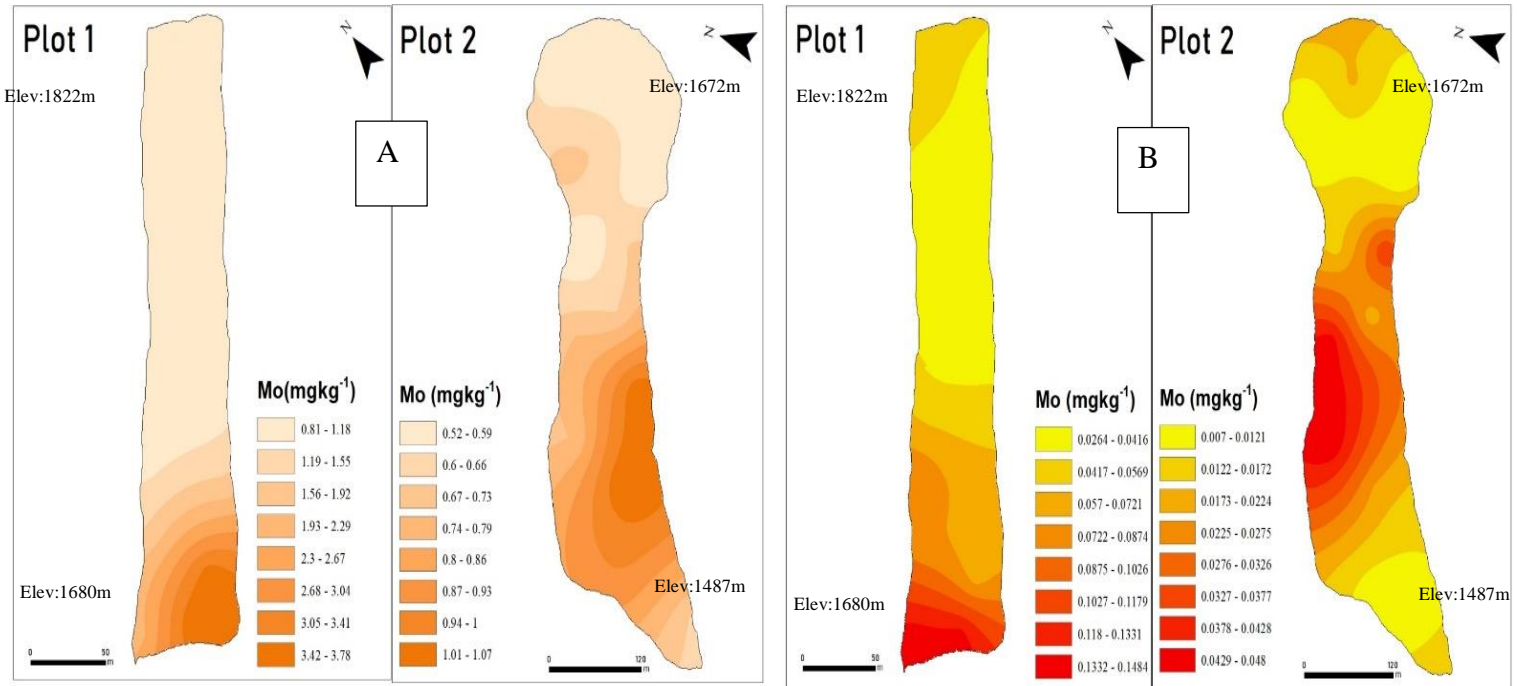 Plot 1
N
Elev:1822m
Elev:1680m
Mo(mgkg-1)
0.81 - 1.18
1.19 - 1.55
1.56 - 1.92
1.93 - 2.29
2.3 - 2.67
2.68 - 3.04
3.05 - 3.41
3.42 - 3.78
0 50
m
A
Plot 2
N
Elev:1672m
Elev:1487m
Mo (mgkg-1)
0.52 - 0.59
0.6 - 0.66
0.67 - 0.73
0.74 - 0.79
0.8 - 0.86
0.87 - 0.93
0.94 - 1
1.01 - 1.07
0 120
m
Plot 1
N
Elev:1822m
Elev:1680m
Mo (mgkg-1)
0.0264 - 0.0416
0.0417 - 0.0569
0.057 - 0.0721
0.0722 - 0.0874
0.0875 - 0.1026
0.1027 - 0.1179
0.118 - 0.1331
0.1332 - 0.1484
0 50
m
B
Plot 2
N
Elev:1672m
Elev:1487m
Mo (mgkg-1)
0.007 - 0.0121
0.0122 - 0.0172
0.0173 - 0.0224
0.0225 - 0.0275
0.0276 - 0.0326
0.0327 - 0.0377
0.0378 - 0.0428
0.0429 - 0.048
0 120
m